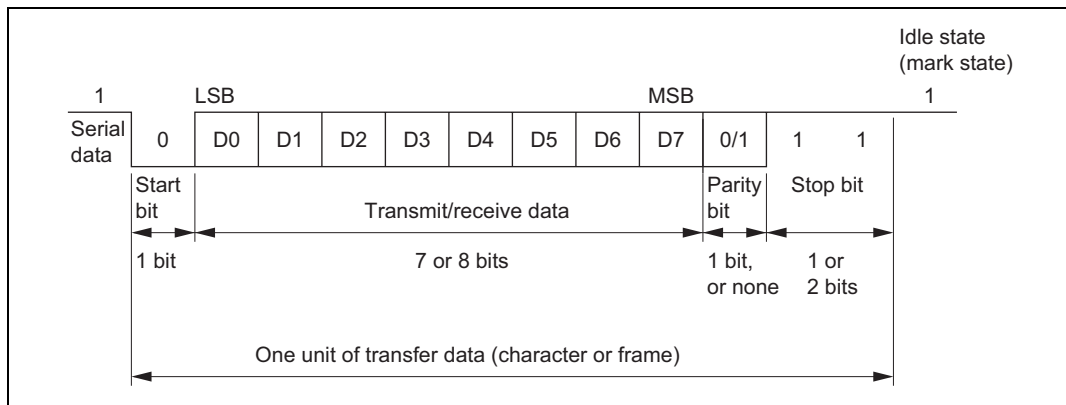 Idle state
(mark state)
1 LSB MSB 1
Serial
data
0 D0 D1 D2 D3 D4 D5 D6 D7 0/1 1 1
Start
bit
Transmit/receive data
Parity
bit
Stop bit
1 bit
7 or 8 bits
1 bit,
or none
1 or
2 bits
One unit of transfer data (character or frame)